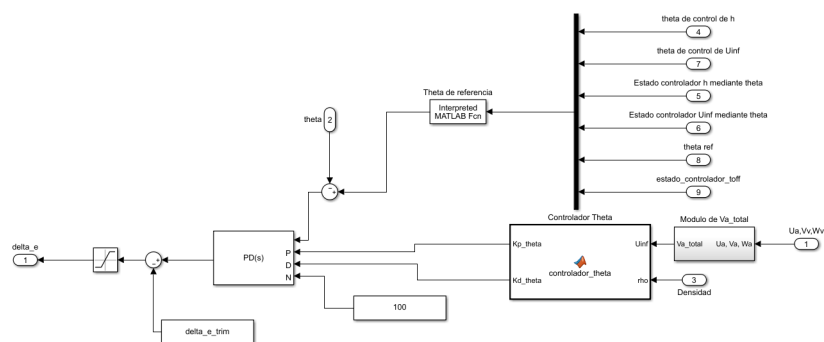 theta de control de h
4
theta de control de Uinf
7
Estado controlador h mediante theta
5
Estado controlador Uinf mediante theta
6
theta ref
8
estado_controlador_toff
9
Theta de referencia
Interpreted
MATLAB Fcn
theta
2
Controlador Theta
Kp_theta
Kd_theta
controlador_theta
Uinf
rho
Modulo de Va_total
Va_total
Ua, Va, Wa
Ua,Vv,Wv
1
3
Densidad
PD(s)
P
D
N
100
delta_e
1
delta_e_trim